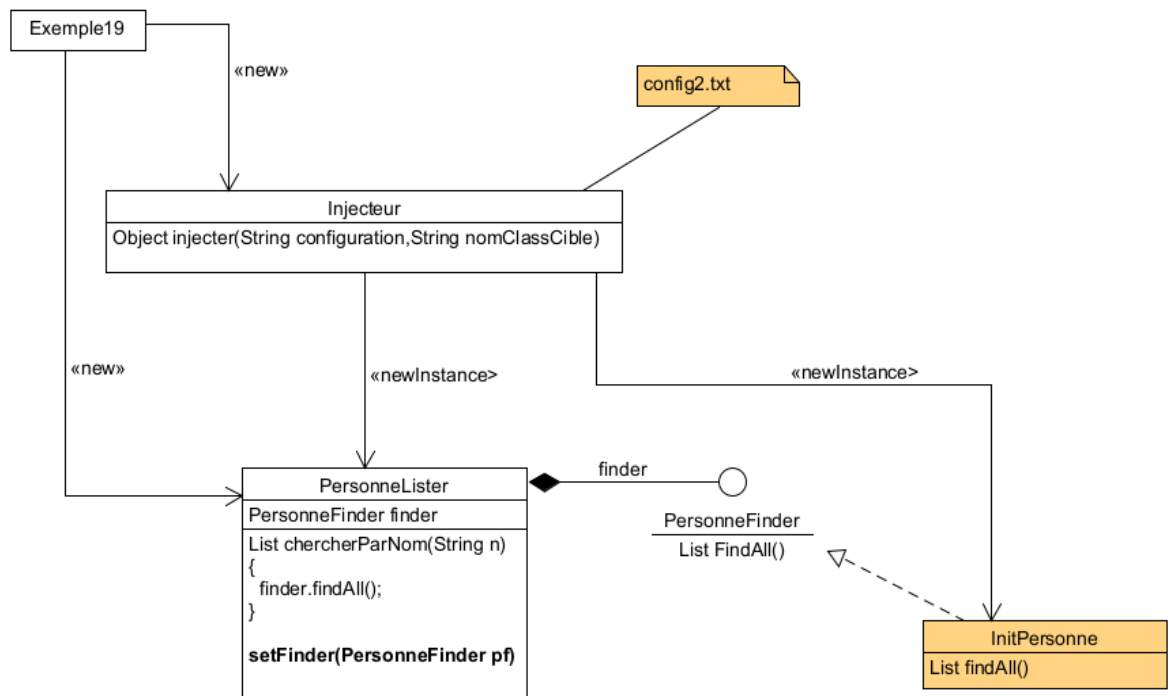 Exemple19
«new»
config2.txt
Injecteur
Object injecter(String configuration,String nomClassCible)
«new»
«newInstance>
«newInstance>
PersonneLister
PersonneFinder finder
List chercherParNom(String n)
{
finder.findAll();
}
setFinder(PersonneFinder pf)
finder
PersonneFinder
List FindAll()
InitPersonne
List findAll()